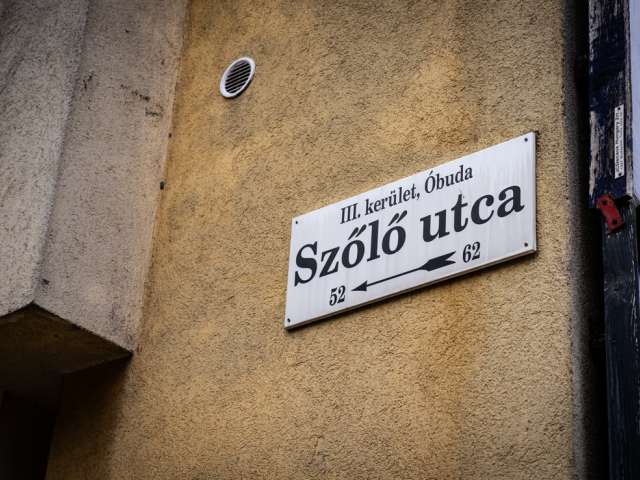 III. kerület, Óbuda
Szőlő utca
52 62